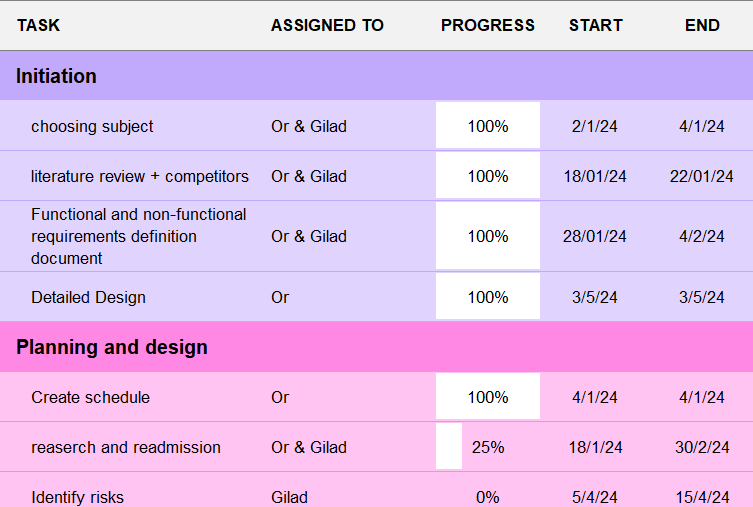 TASK ASSIGNED TO PROGRESS START END
Initiation
choosing subject Or & Gilad 100% 2/1/24 4/1/24
literature review + competitors Or & Gilad 100% 18/01/24 22/01/24
Functional and non-functional
requirements definition Or & Gilad 100% 28/01/24 4/2/24
document
Detailed Design Or 100% 3/5/24 3/5/24
Planning and design
Create schedule Or 100% 4/1/24 4/1/24
reaserch and readmission Or & Gilad 25% 18/1/24 30/2/24
Identify risks Gilad 0% 5/4/24 15/4/24